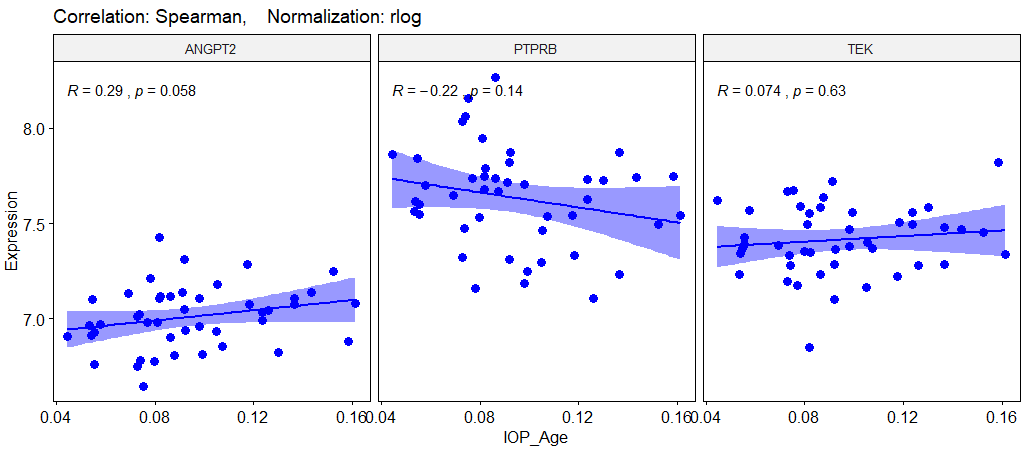 Correlation: Spearman,    Normalization: rlog
ANGPT2 PTPRB TEK
R = 0.29 , p = 0.058 R = −0.22 , p = 0.14 R = 0.074 , p = 0.63
8.0
7.5
7.0
Expression
0.04 0.08 0.12 0.16 0.04 0.08 0.12 0.16 0.04 0.08 0.12 0.16
IOP_Age